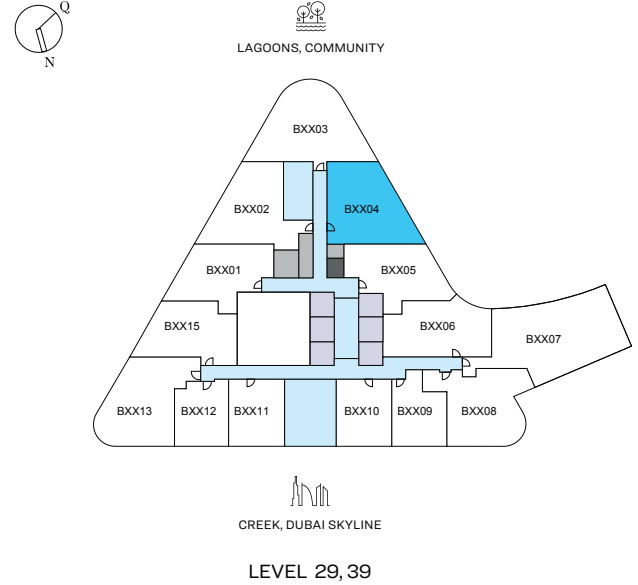 Q
N
LAGOONS, COMMUNITY
BXX03
BXX02
BXX04
BXX01
BXX05
BXX15
BXX06
BXX07
BXX13
BXX12
BXX11
BXX10
BXX09
BXX08
CREEK, DUBAI SKYLINE
LEVEL 29, 39